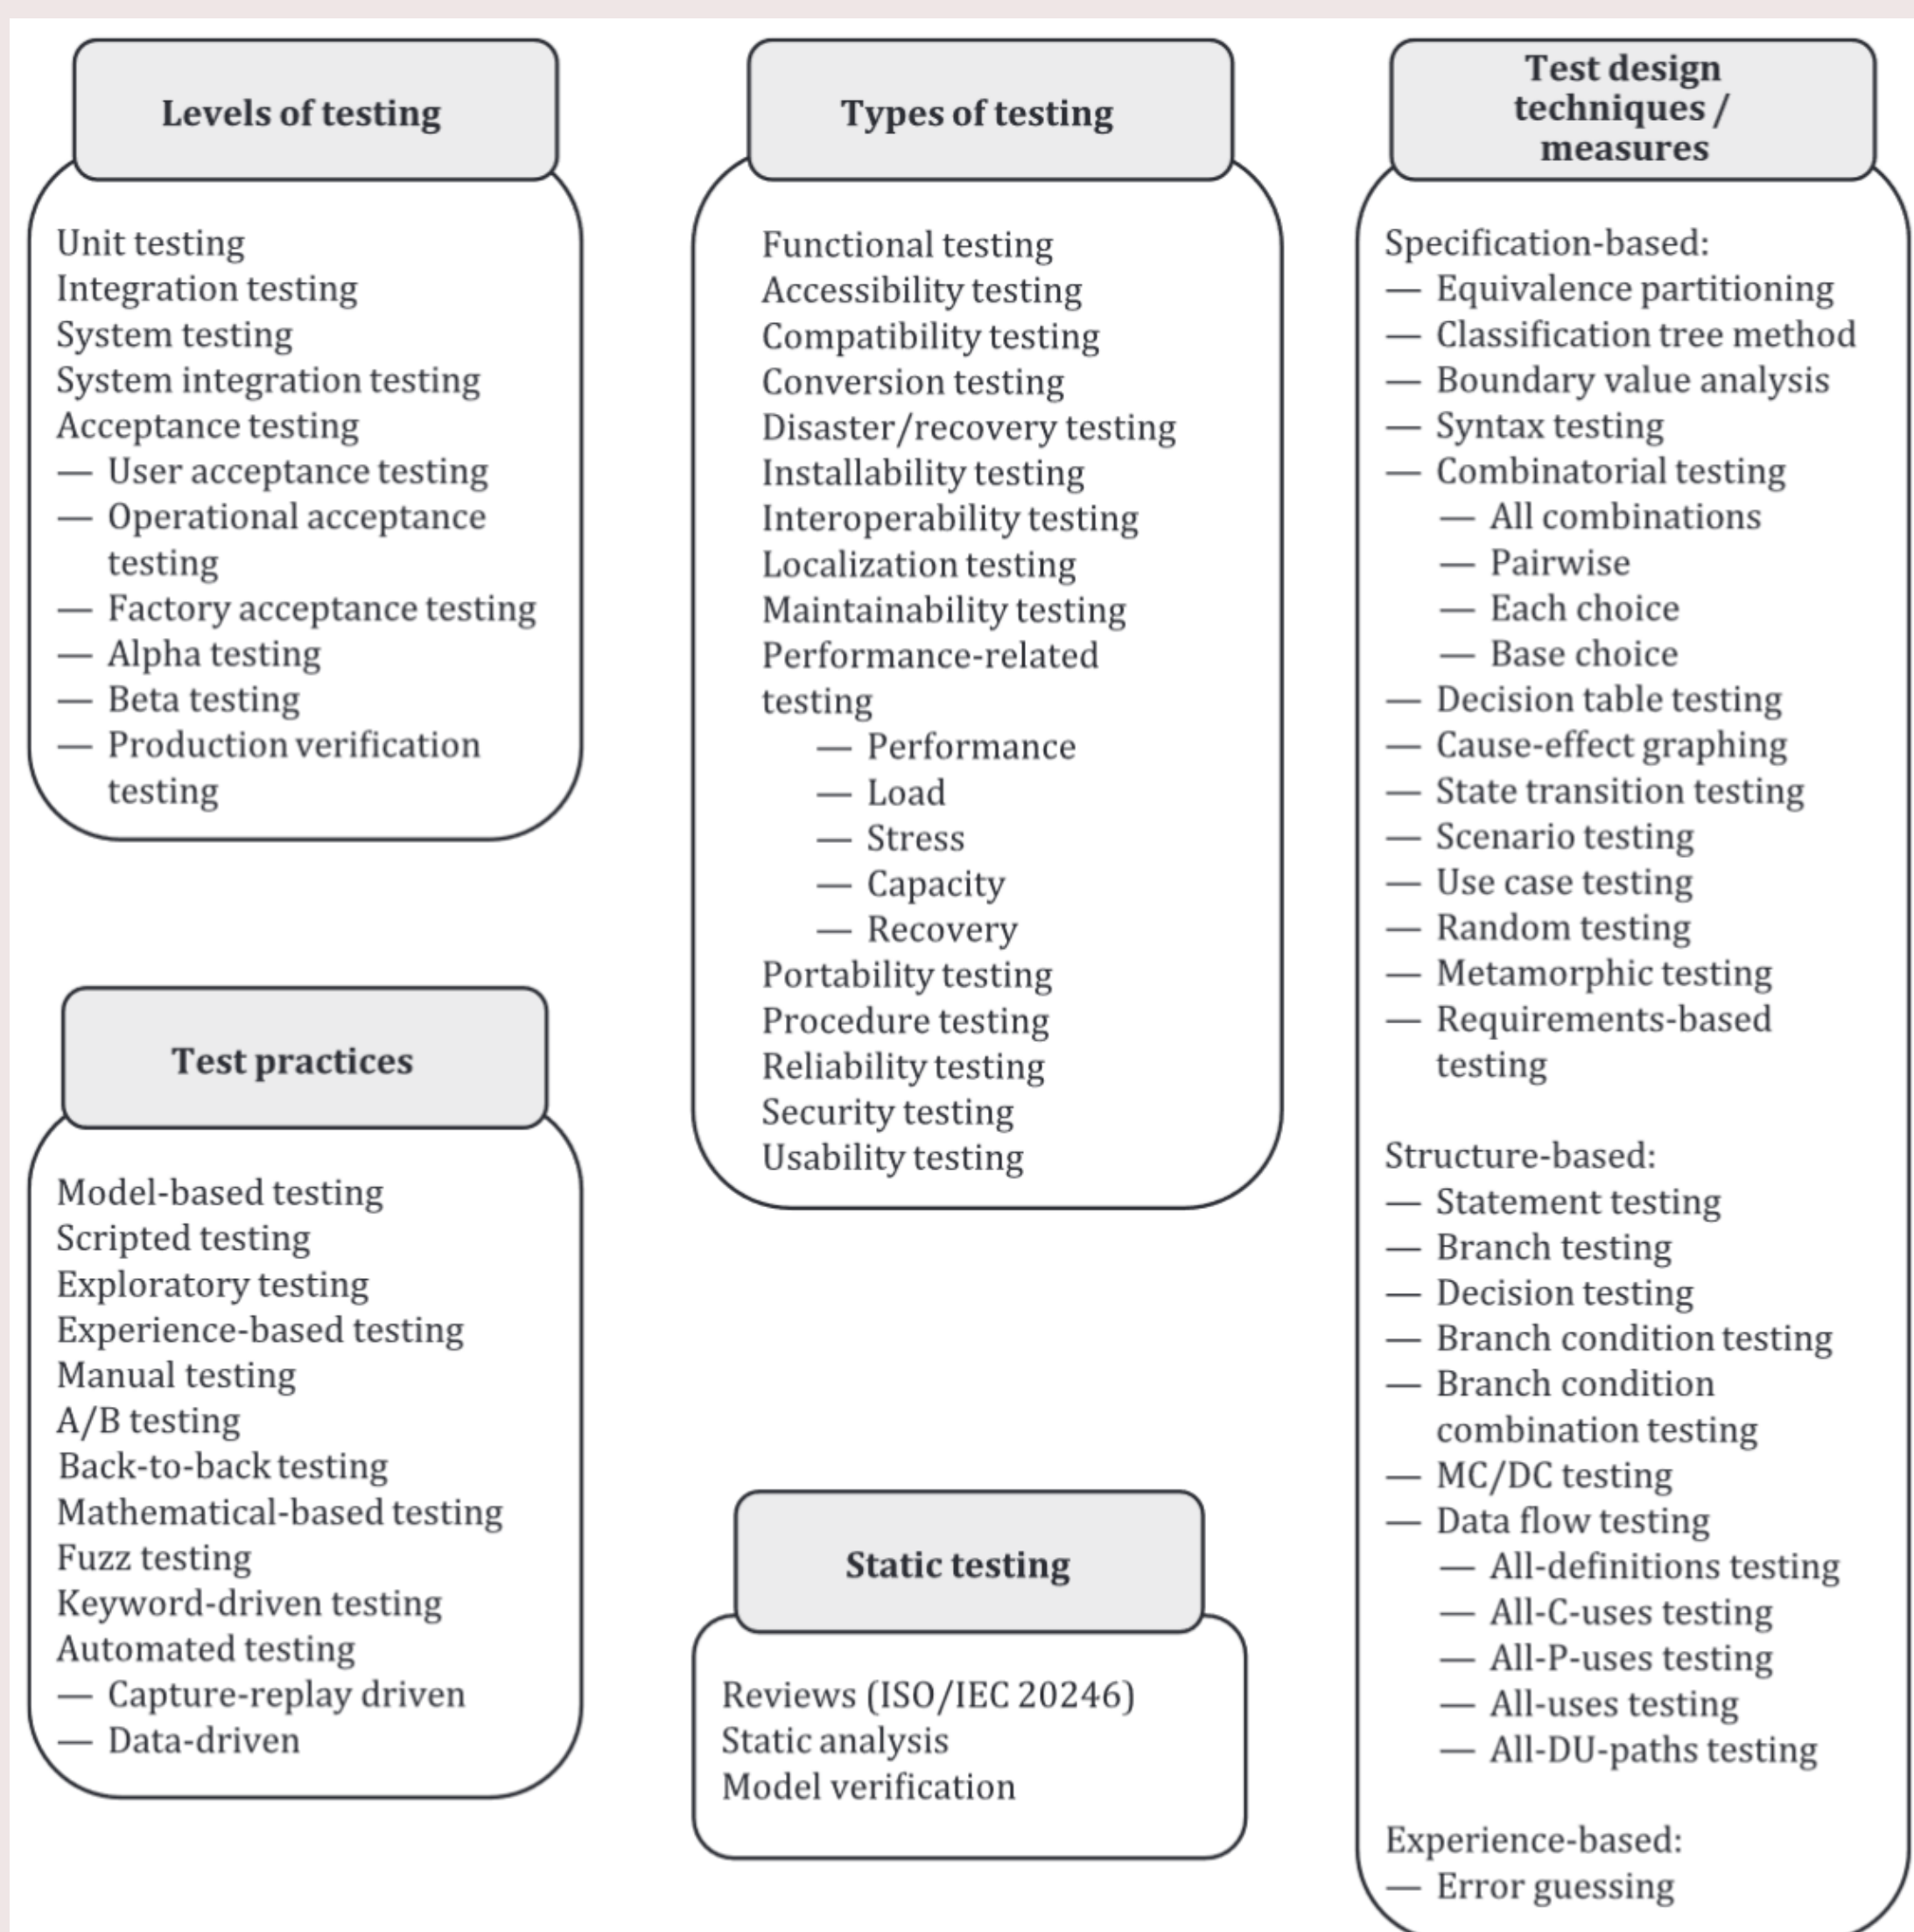 Levels of testing
Unit testing
Integration testing
System testing
System integration testing
Acceptance testing
— User acceptance testing
— Operational acceptance
testing
— Factory acceptance testing
— Alpha testing
— Beta testing
— Production verification
testing
Test practices
Model-based testing
Scripted testing
Exploratory testing
Experience-based testing
Manual testing
A/B testing
Back-to-back testing
Mathematical-based testing
Fuzz testing
Keyword-driven testing
Automated testing
— Capture-replay driven
— Data-driven
Types of testing
Functional testing
Accessibility testing
Compatibility testing
Conversion testing
Disaster/recovery testing
Installability testing
Interoperability testing
Localization testing
Maintainability testing
Performance-related
testing
— Performance
— Load
— Stress
— Capacity
— Recovery
Portability testing
Procedure testing
Reliability testing
Security testing
Usability testing
Static testing
Reviews (ISO/IEC 20246)
Static analysis
Model verification
Test design
techniques /
measures
Specification-based:
— Equivalence partitioning
— Classification tree method
— Boundary value analysis
— Syntax testing
— Combinatorial testing
— All combinations
— Pairwise
— Each choice
— Base choice
— Decision table testing
— Cause-effect graphing
— State transition testing
— Scenario testing
— Use case testing
— Random testing
— Metamorphic testing
— Requirements-based
testing
Structure-based:
— Statement testing
— Branch testing
— Decision testing
— Branch condition testing
— Branch condition
combination testing
— MC/DC testing
— Data flow testing
— All-definitions testing
— All-C-uses testing
— All-P-uses testing
— All-uses testing
— All-DU-paths testing
Experience-based:
— Error guessing